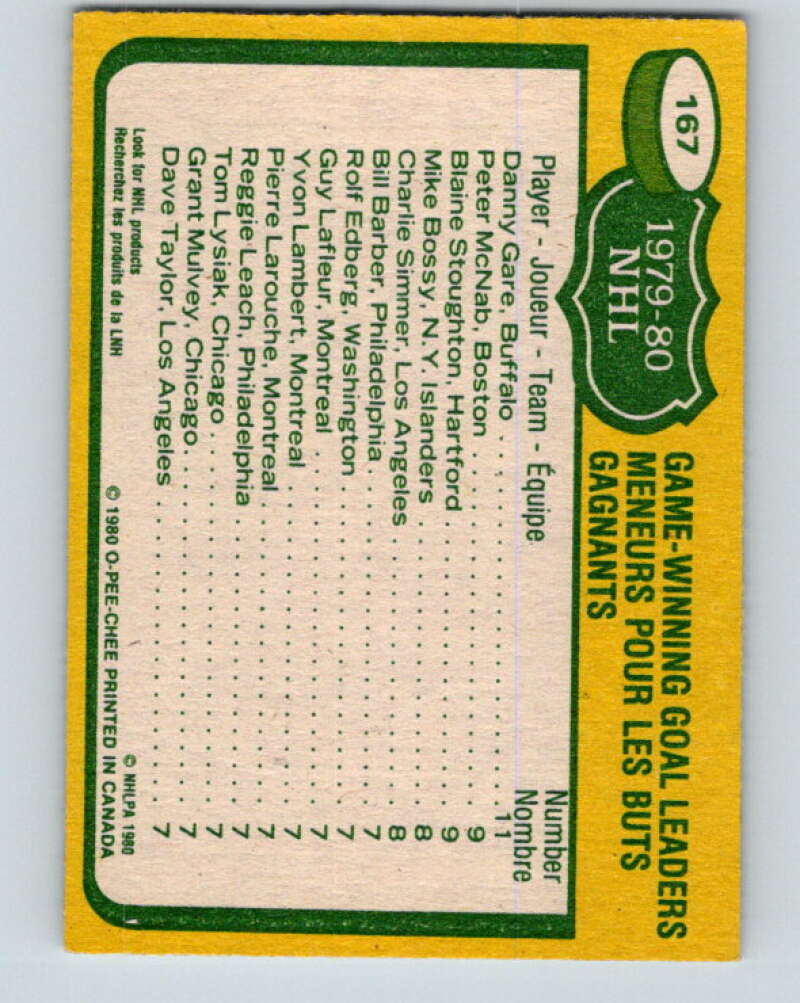 167
1979-80
NHL
GAME-WINNING GOAL LEADERS
MENEURS POUR LES BUTS
GAGNANTS
Player - Joueur - Team - Équipe Number
Nombre
Danny Gare, Buffalo 11
Peter McNab, Boston 9
Blaine Stoughton, Hartford 9
Mike Bossy, N.Y. Islanders 8
Charlie Simmer, Los Angeles 8
Bill Barber, Philadelphia 7
Rolf Edberg, Washington 7
Guy Lafleur, Montreal 7
Yvon Lambert, Montreal 7
Pierre Larouche, Montreal 7
Reggie Leach, Philadelphia 7
Tom Lysiak, Chicago 7
Grant Mulvey, Chicago 7
Dave Taylor, Los Angeles 7
Look for NHL products © NHLPA 1980
Recherchez les produits de la LNH © 1980 O-PEE-CHEE PRINTED IN CANADA